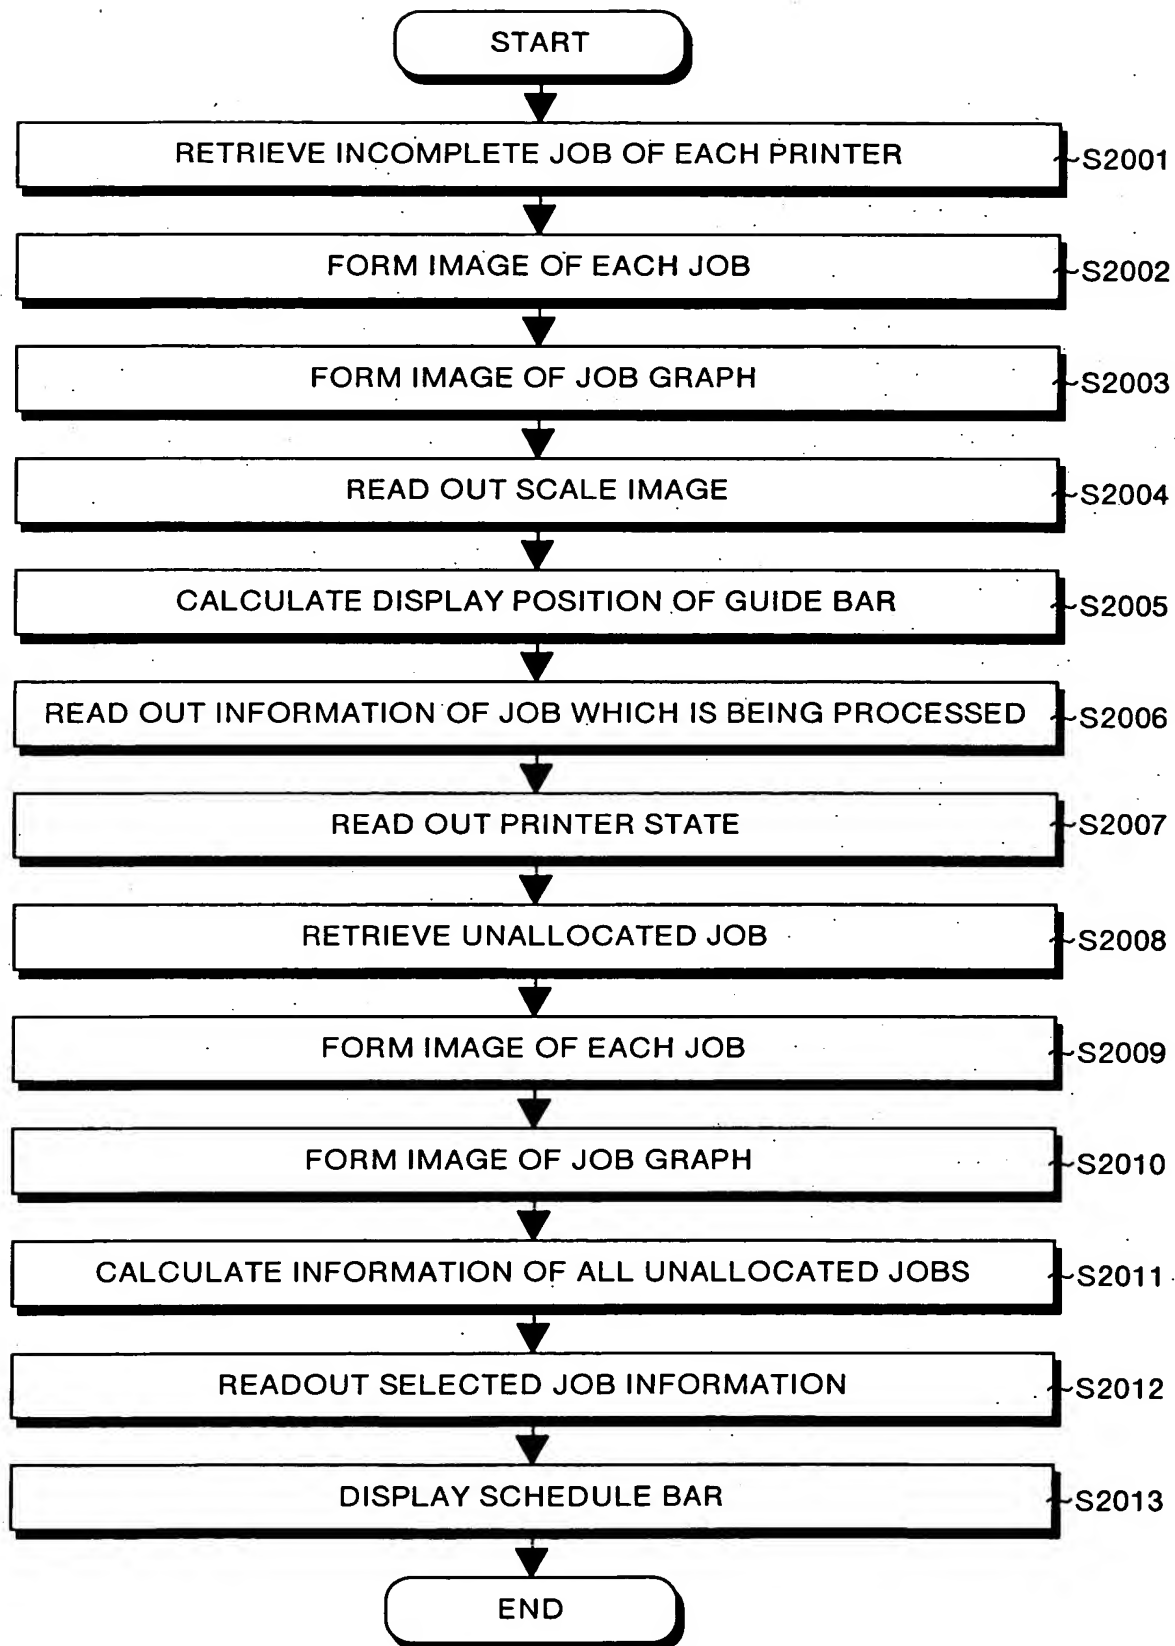 START
RETRIEVE INCOMPLETE JOB OF EACH PRINTER
S2001
FORM IMAGE OF EACH JOB
S2002
FORM IMAGE OF JOB GRAPH
S2003
READ OUT SCALE IMAGE
S2004
CALCULATE DISPLAY POSITION OF GUIDE BAR
S2005
READ OUT INFORMATION OF JOB WHICH IS BEING PROCESSED
S2006
READ OUT PRINTER STATE
S2007
RETRIEVE UNALLOCATED JOB
S2008
FORM IMAGE OF EACH JOB
S2009
FORM IMAGE OF JOB GRAPH
S2010
CALCULATE INFORMATION OF ALL UNALLOCATED JOBS
S2011
READOUT SELECTED JOB INFORMATION
S2012
DISPLAY SCHEDULE BAR
S2013
END